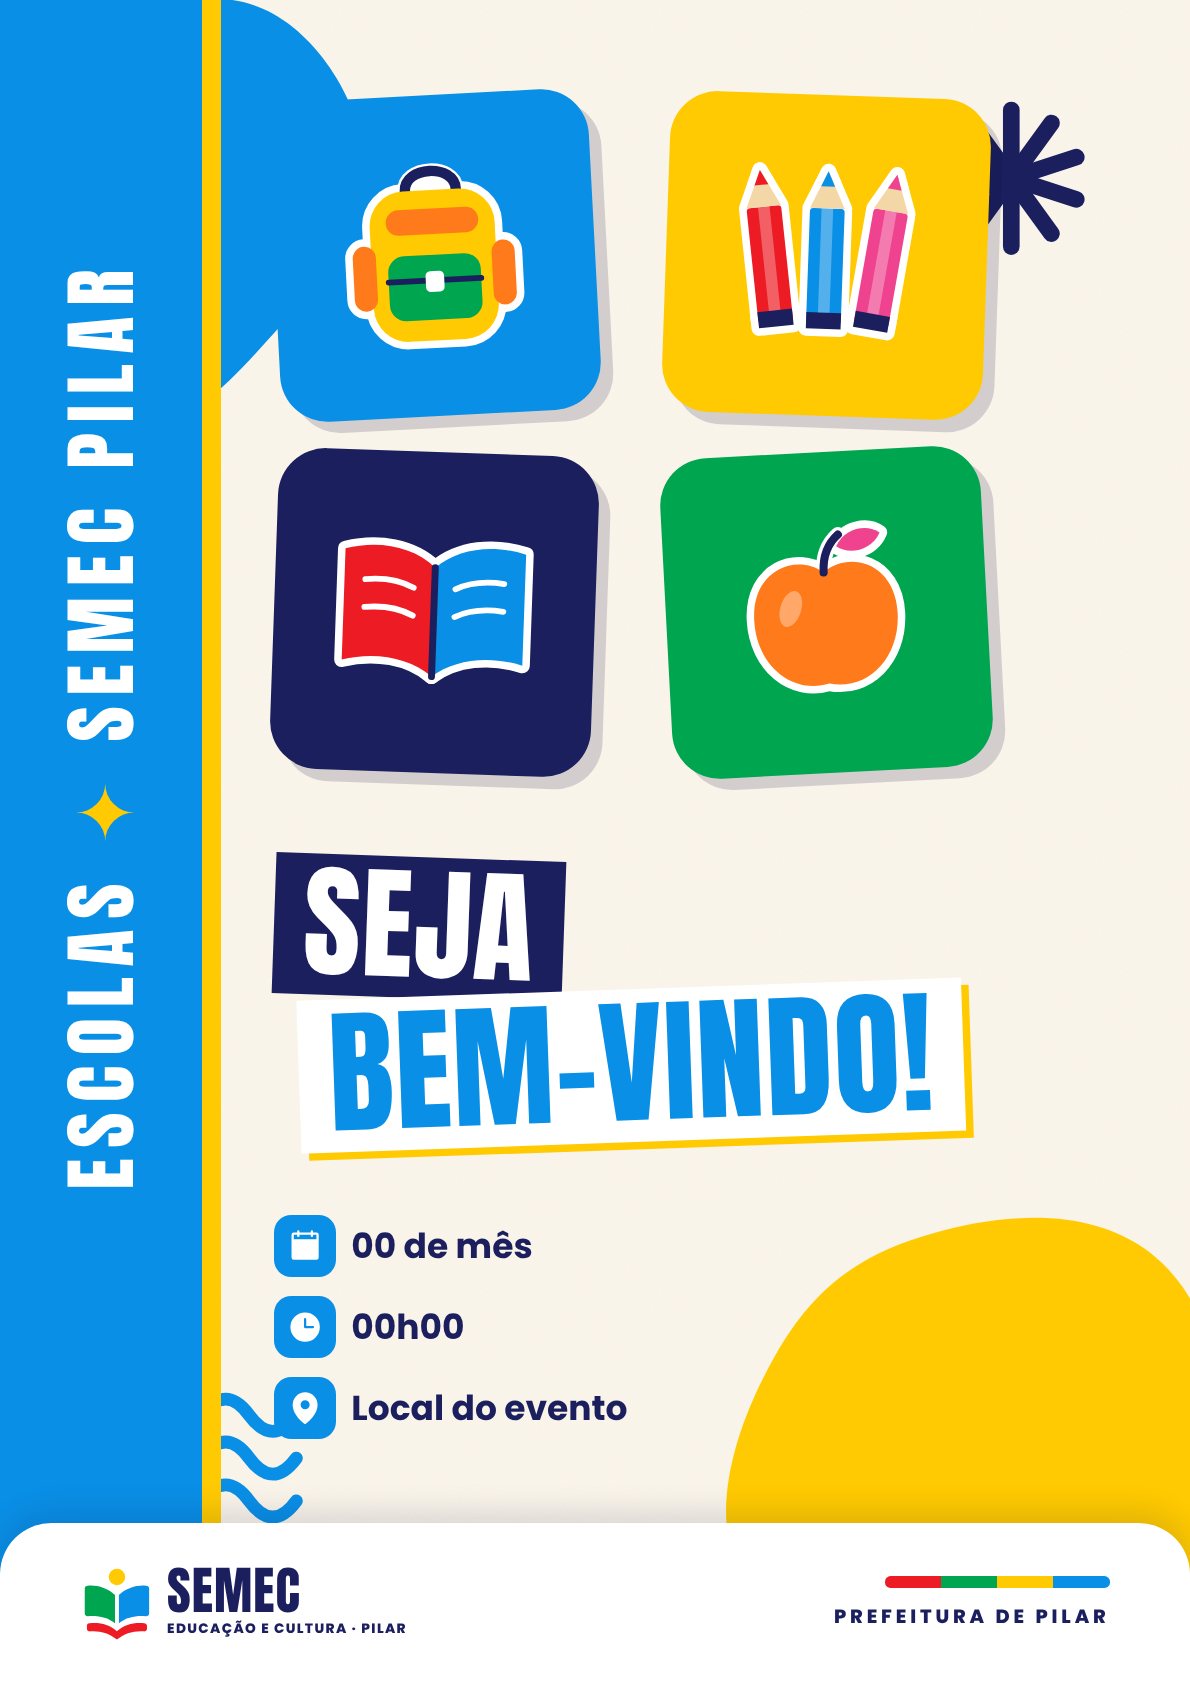 ESCOLAS ✦ SEMEC PILAR
SEJA
BEM-VINDO!
00 de mês
00h00
Local do evento
SEMEC
EDUCAÇÃO E CULTURA · PILAR
PREFEITURA DE PILAR